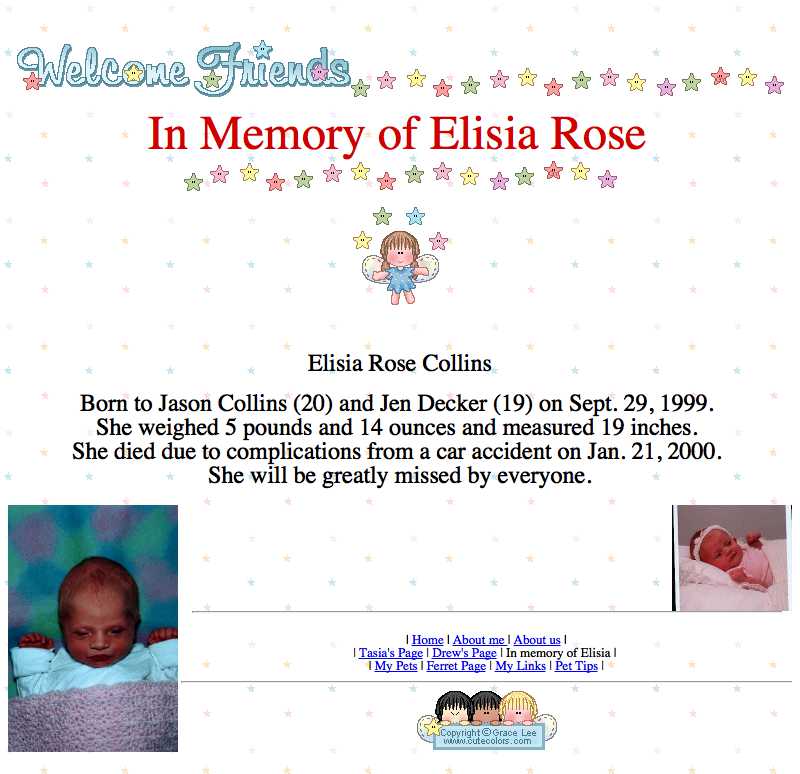 Welcome Friends
In Memory of Elisia Rose
Elisia Rose Collins
Born to Jason Collins (20) and Jen Decker (19) on Sept. 29, 1999.
She weighed 5 pounds and 14 ounces and measured 19 inches.
She died due to complications from a car accident on Jan. 21, 2000.
She will be greatly missed by everyone.
| Home | About me | About us |
| Tasia's Page | Drew's Page | In memory of Elisia |
| My Pets | Ferret Page | My Links | Pet Tips |
Copyright © Grace Lee
www.cutecolors.com